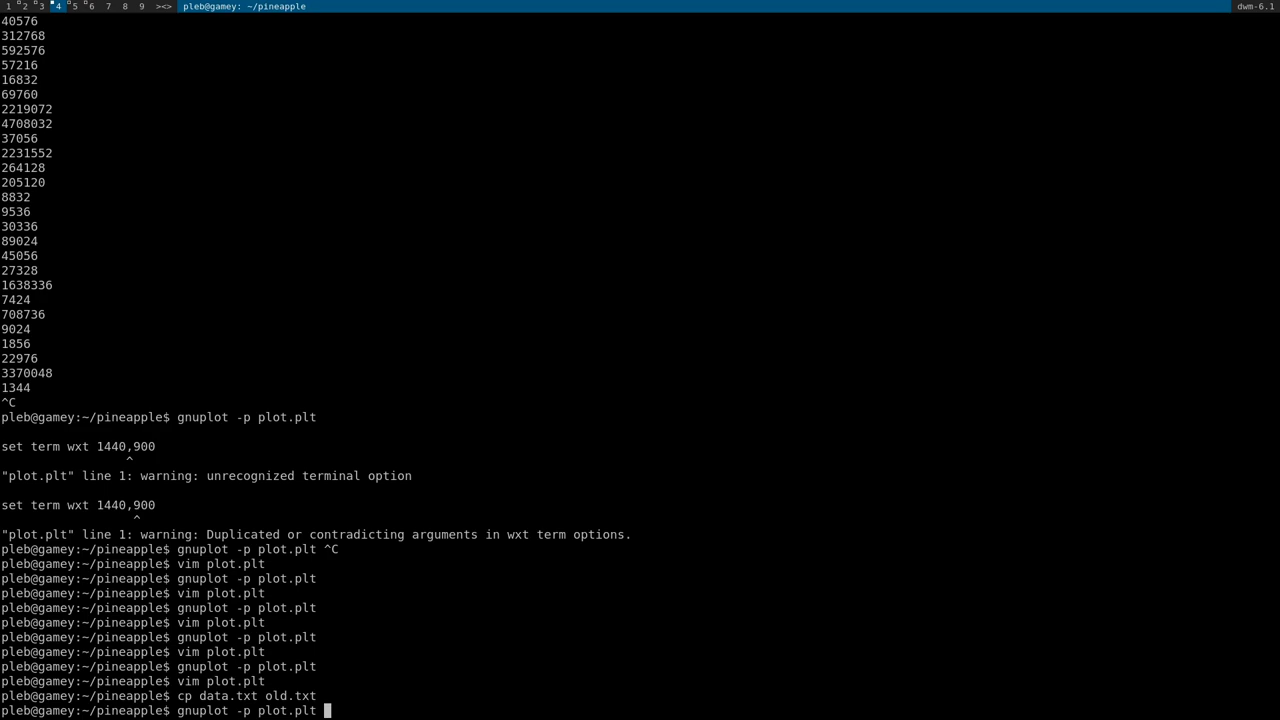 1 2 3 4 5 6 7 8 9 ><> pleb@gamey: ~/pineapple dwm-6.1
40576
312768
592576
57216
16832
69760
2219072
4708032
37056
2231552
264128
205120
8832
9536
30336
89024
45056
27328
1638336
7424
708736
9024
1856
22976
3370048
1344
^C
pleb@gamey:~/pineapple$ gnuplot -p plot.plt
set term wxt 1440,900
^
"plot.plt" line 1: warning: unrecognized terminal option
set term wxt 1440,900
^
"plot.plt" line 1: warning: Duplicated or contradicting arguments in wxt term options.
pleb@gamey:~/pineapple$ gnuplot -p plot.plt ^C
pleb@gamey:~/pineapple$ vim plot.plt
pleb@gamey:~/pineapple$ gnuplot -p plot.plt
pleb@gamey:~/pineapple$ vim plot.plt
pleb@gamey:~/pineapple$ gnuplot -p plot.plt
pleb@gamey:~/pineapple$ vim plot.plt
pleb@gamey:~/pineapple$ gnuplot -p plot.plt
pleb@gamey:~/pineapple$ vim plot.plt
pleb@gamey:~/pineapple$ gnuplot -p plot.plt
pleb@gamey:~/pineapple$ vim plot.plt
pleb@gamey:~/pineapple$ cp data.txt old.txt
pleb@gamey:~/pineapple$ gnuplot -p plot.plt